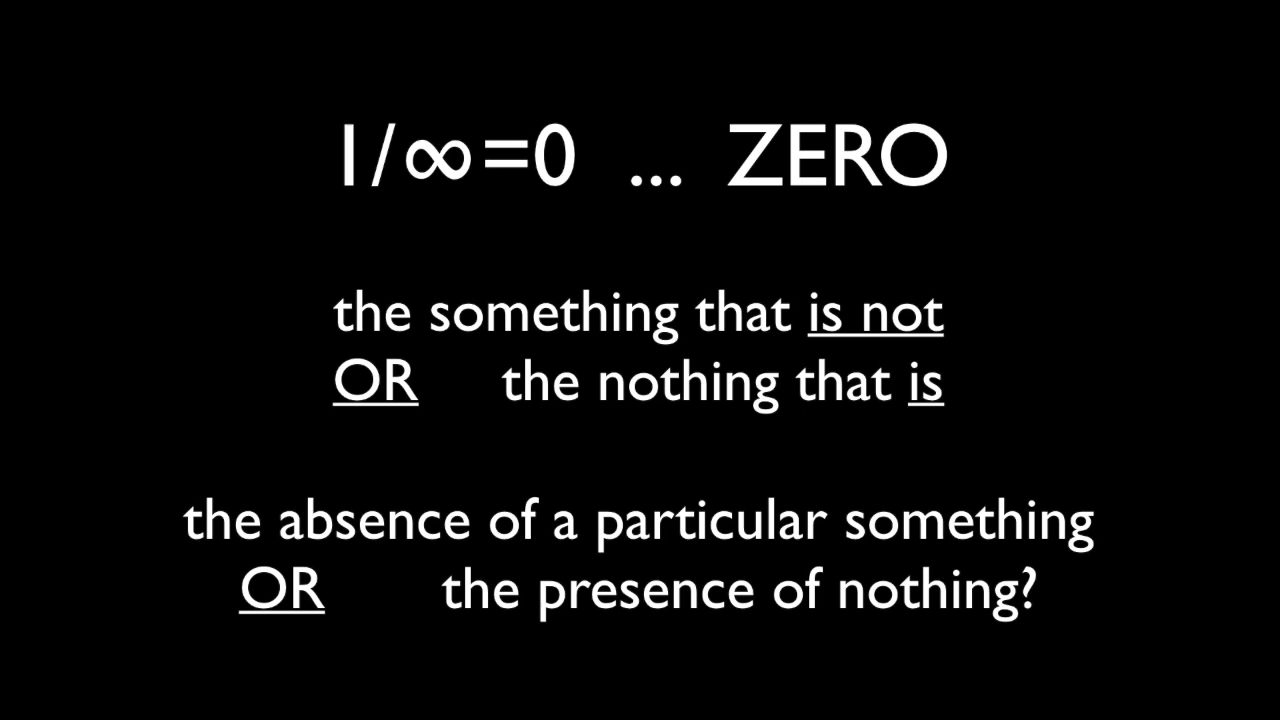 1/∞=0 ... ZERO
the something that is not
OR the nothing that is
the absence of a particular something
OR the presence of nothing?